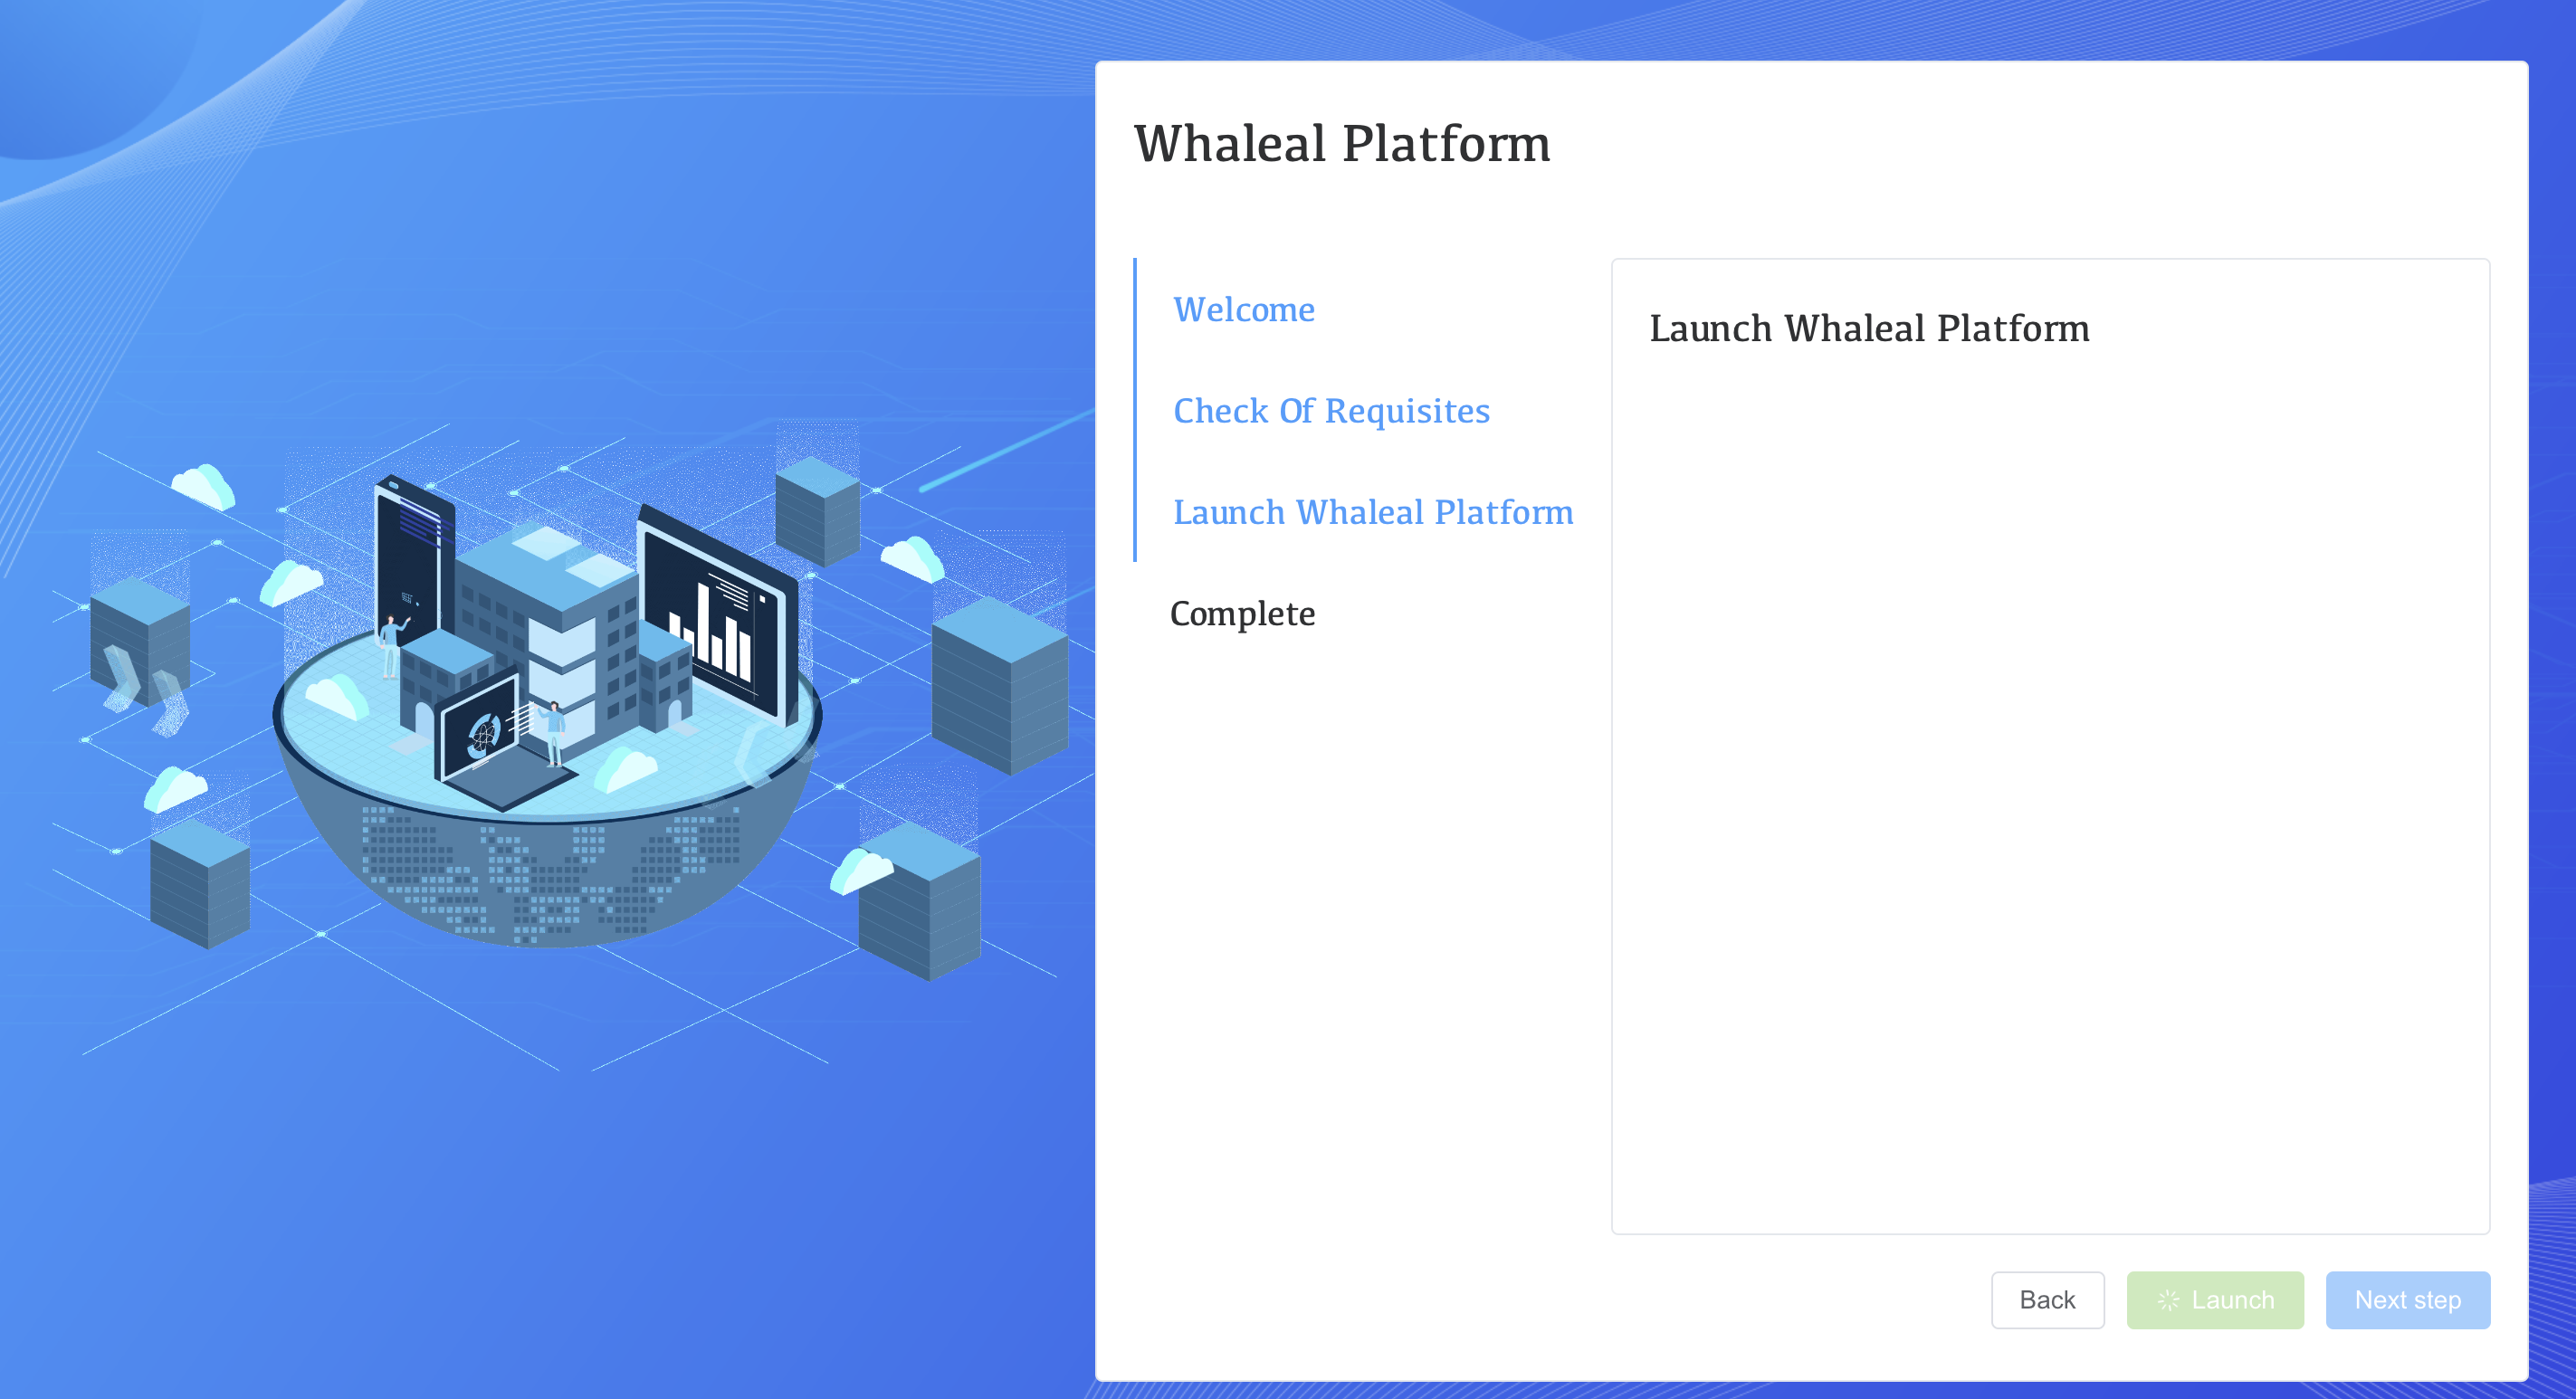 Whaleal Platform
Welcome
Check Of Requisites
Launch Whaleal Platform
Complete
Launch Whaleal Platform
Back
Launch
Next step